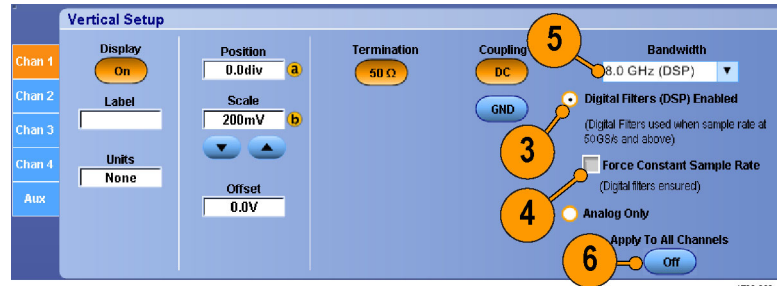 Vertical Setup
Chan 1
Chan 2
Chan 3
Chan 4
Aux
Display
On
Label
Units
None
Position
0.0div
a
Scale
200mV
b
Offset
0.0V
Termination
50 Ω
Coupling
DC
GND
5
Bandwidth
8.0 GHz (DSP)
3
Digital Filters (DSP) Enabled
(Digital Filters used when sample rate at
50GS/s and above)
4
Force Constant Sample Rate
(Digital filters ensured)
Analog Only
6
Apply To All Channels
Off